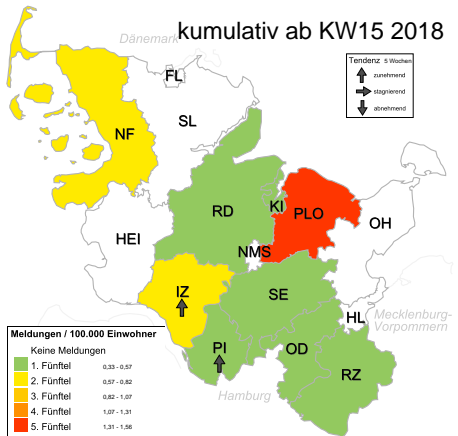 kumulativ ab KW15 2018
Dänemark
Tendenz 5 Wochen
zunehmend
stagnierend
abnehmend
FL
SL
NF
KI
RD
PLO
OH
HEI
NMS
IZ
SE
HL
Mecklenburg-
Vorpommern
PI
OD
RZ
Hamburg
Meldungen / 100.000 Einwohner
Keine Meldungen
1. Fünftel 0,33 - 0,57
2. Fünftel 0,57 - 0,82
3. Fünftel 0,82 - 1,07
4. Fünftel 1,07 - 1,31
5. Fünftel 1,31 - 1,56